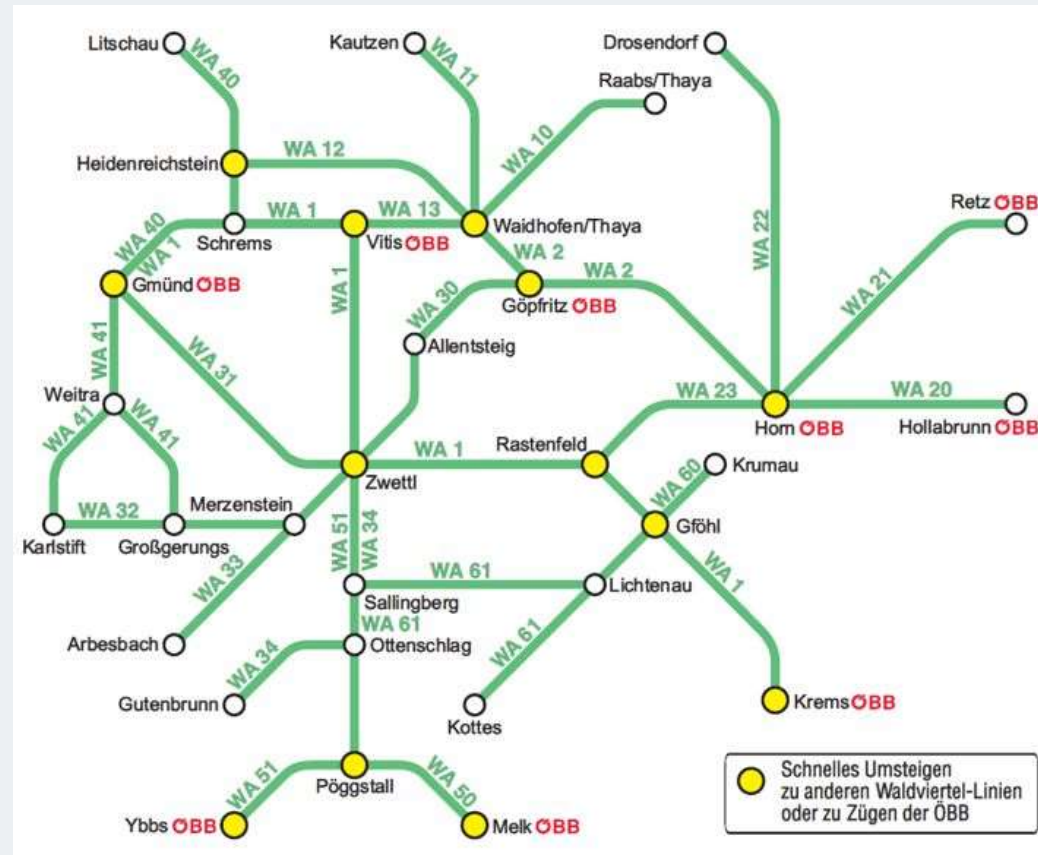 Litschau
WA 40
Kautzen
WA 11
Drosendorf
Raabs/Thaya
WA 10
Heidenreichstein
WA 12
WA 22
Retz ÖBB
WA 40
WA 1
Schrems
WA 1
Vitis ÖBB
WA 13
Waidhofen/Thaya
WA 2
WA 2
WA 21
Gmünd ÖBB
WA 1
WA 30
Göpfritz ÖBB
WA 41
WA 31
Allentsteig
Weitra
WA 41
WA 41
WA 23
WA 20
Horn ÖBB
Hollabrunn ÖBB
Rastenfeld
WA 1
Zwettl
WA 60
Krumau
Merzenstein
WA 32
Karlstift
Großgerungs
WA 51
WA 34
Gföhl
WA 33
WA 61
WA 1
Sallingberg
Lichtenau
WA 61
Arbesbach
Ottenschlag
WA 61
WA 34
Gutenbrunn
Kottes
Krems ÖBB
Pöggstall
WA 51
WA 50
Ybbs ÖBB
Melk ÖBB
Schnelles Umsteigen
zu anderen Waldviertel-Linien
oder zu Zügen der ÖBB